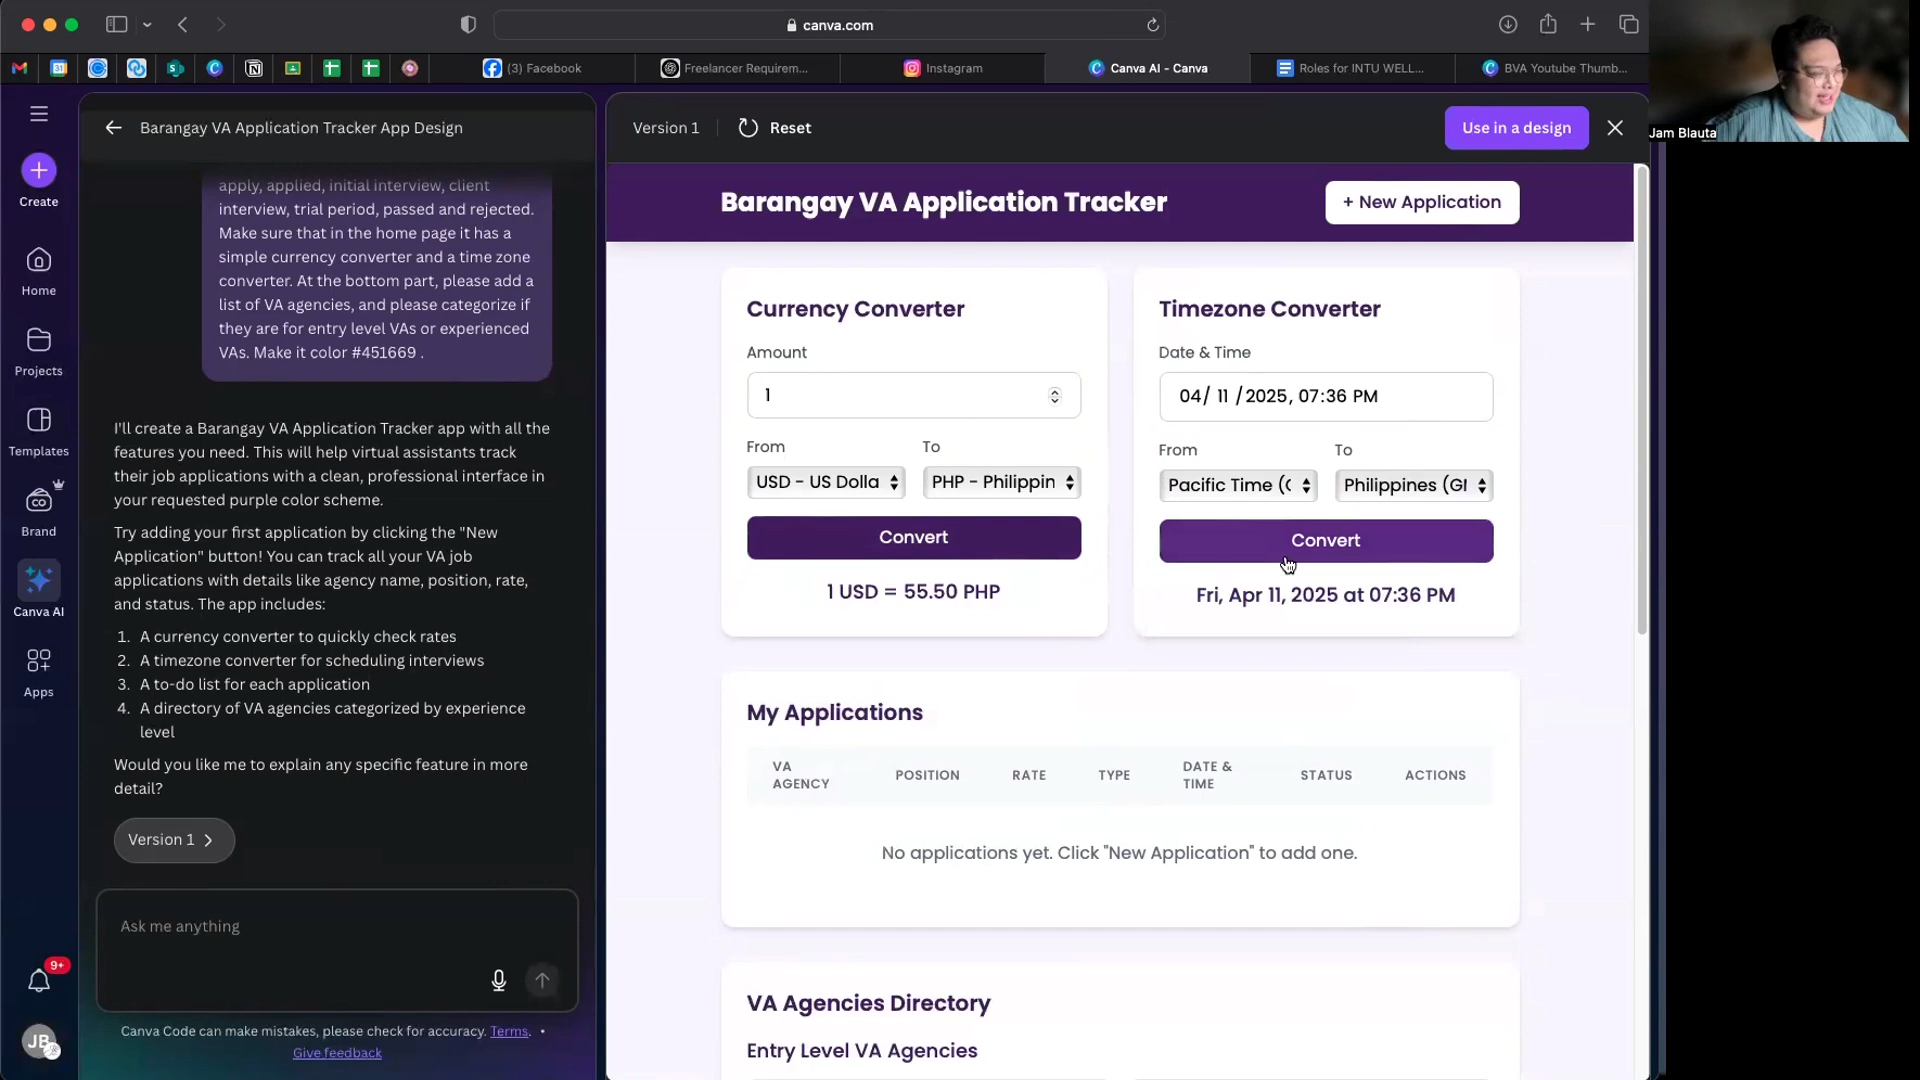 canva.com
(3) Facebook
Freelancer Requirem...
Instagram
Canva AI - Canva
Roles for INTU WELL...
BVA Youtube Thumb...
Jam Blauta
Create
Home
Projects
Templates
Brand
Canva AI
Apps
9+
JB
Barangay VA Application Tracker App Design
apply, applied, initial interview, client
interview, trial period, passed and rejected.
Make sure that in the home page it has a
simple currency converter and a time zone
converter. At the bottom part, please add a
list of VA agencies, and please categorize if
they are for entry level VAs or experienced
VAs. Make it color #451669 .
I'll create a Barangay VA Application Tracker app with all the
features you need. This will help virtual assistants track
their job applications with a clean, professional interface in
your requested purple color scheme.
Try adding your first application by clicking the "New
Application" button! You can track all your VA job
applications with details like agency name, position, rate,
and status. The app includes:
1. A currency converter to quickly check rates
2. A timezone converter for scheduling interviews
3. A to-do list for each application
4. A directory of VA agencies categorized by experience
level
Would you like me to explain any specific feature in more
detail?
Version 1
Ask me anything
Canva Code can make mistakes, please check for accuracy. Terms. •
Give feedback
Version 1
Reset
Use in a design
Barangay VA Application Tracker
+ New Application
Currency Converter
Amount
1
From
To
USD - US Dolla
PHP - Philippin
Convert
1 USD = 55.50 PHP
Timezone Converter
Date & Time
04/ 11 /2025, 07:36 PM
From
To
Pacific Time (
Philippines (G
Convert
Fri, Apr 11, 2025 at 07:36 PM
My Applications
VA
AGENCY
POSITION
RATE
TYPE
DATE &
TIME
STATUS
ACTIONS
No applications yet. Click "New Application" to add one.
VA Agencies Directory
Entry Level VA Agencies